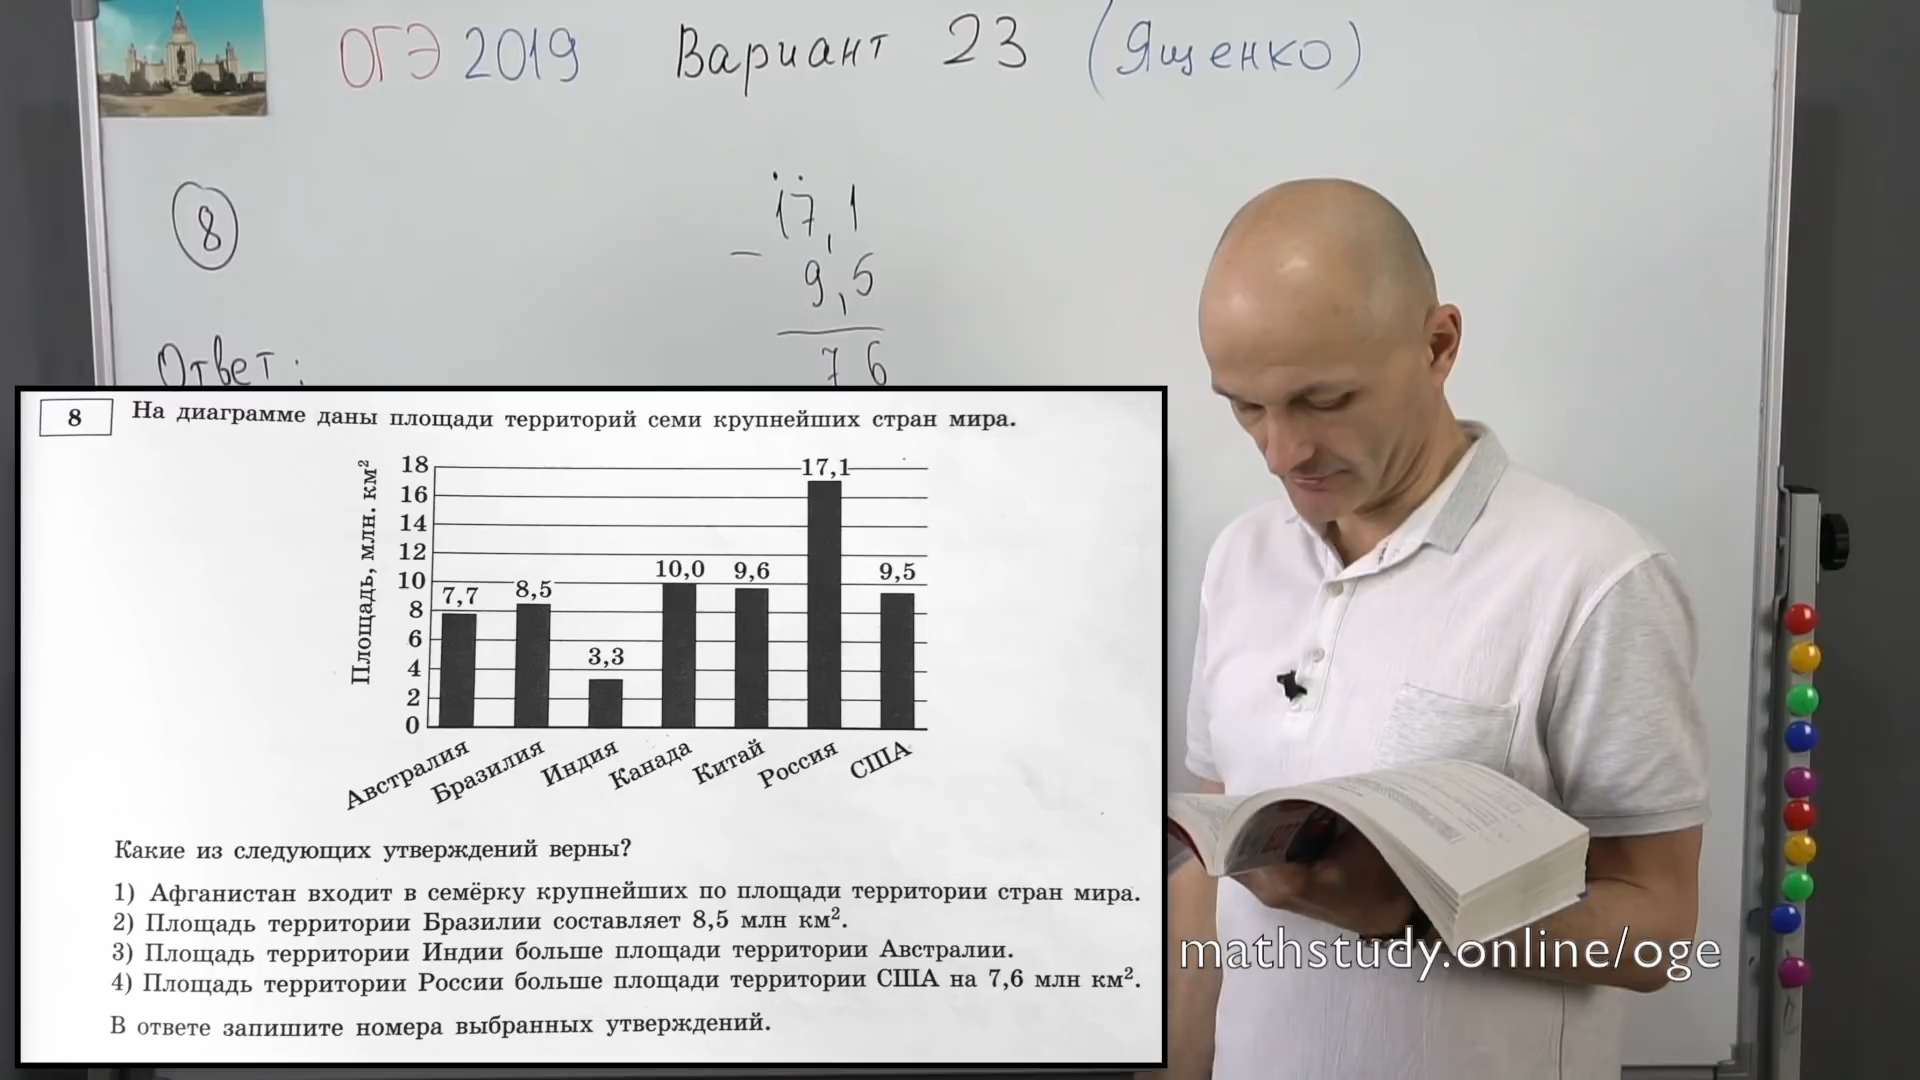 ОГЭ 2019 Вариант 23 (Ященко)
8
17,1
− 9,5
7 6
Ответ:
8 На диаграмме даны площади территорий семи крупнейших стран мира.
Площадь, млн. км²
18
16
14
12
10
8
6
4
2
0
7,7
8,5
3,3
10,0
9,6
17,1
9,5
Австралия
Бразилия
Индия
Канада
Китай
Россия
США
Какие из следующих утверждений верны?
1) Афганистан входит в семёрку крупнейших по площади территории стран мира.
2) Площадь территории Бразилии составляет 8,5 млн км².
3) Площадь территории Индии больше площади территории Австралии.
4) Площадь территории России больше площади территории США на 7,6 млн км².
В ответе запишите номера выбранных утверждений.
mathstudy.online/oge